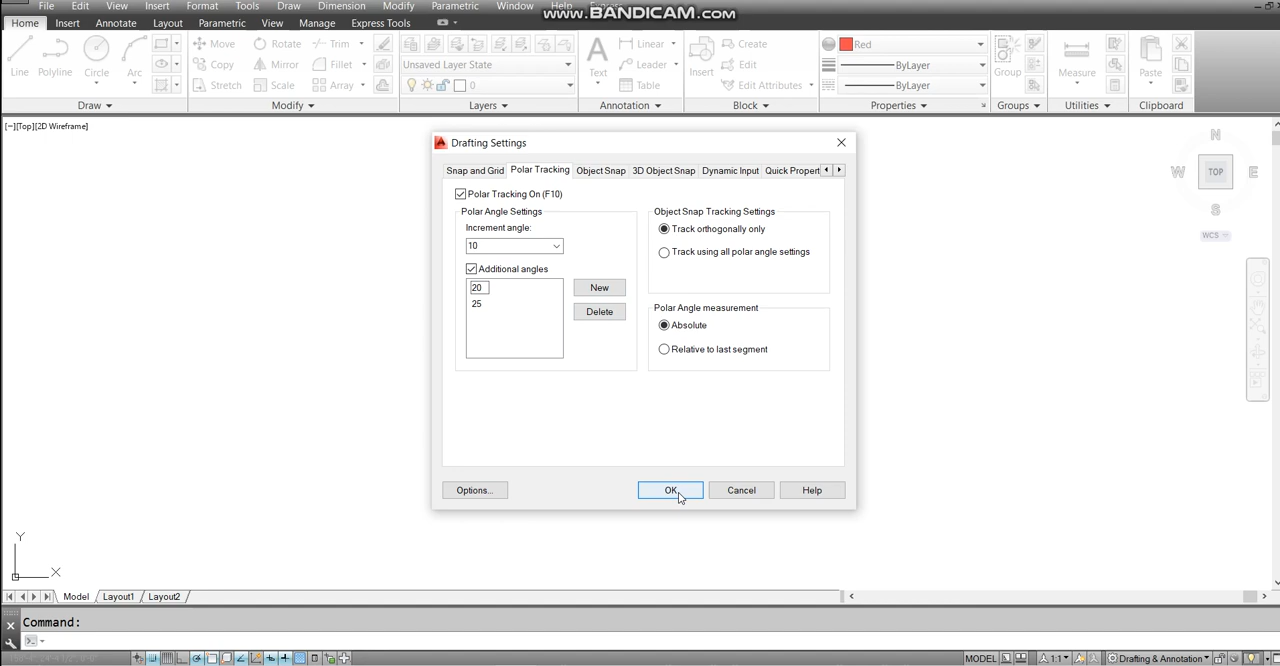 File Edit View Insert Format Tools Draw Dimension Modify Parametric Window Help
www.BANDICAM.com
Home Insert Annotate Layout Parametric View Manage Express Tools
Line Polyline Circle Arc
Move Rotate Trim
Copy Mirror Fillet
Stretch Scale Array
Unsaved Layer State
0
Text
Linear
Leader
Table
Insert
Create
Edit
Edit Attributes
Red
ByLayer
ByLayer
Group
Measure
Paste
Draw Modify Layers Annotation Block Properties Groups Utilities Clipboard
[−][Top][2D Wireframe]
N
W TOP E
S
WCS
Drafting Settings
Snap and Grid Polar Tracking Object Snap 3D Object Snap Dynamic Input Quick Propert
Polar Tracking On (F10)
Polar Angle Settings
Increment angle:
10
Additional angles
20
25
New
Delete
Object Snap Tracking Settings
Track orthogonally only
Track using all polar angle settings
Polar Angle measurement
Absolute
Relative to last segment
Options... OK Cancel Help
Y
X
Model Layout1 Layout2
Command:
MODEL 1:1 Drafting & Annotation